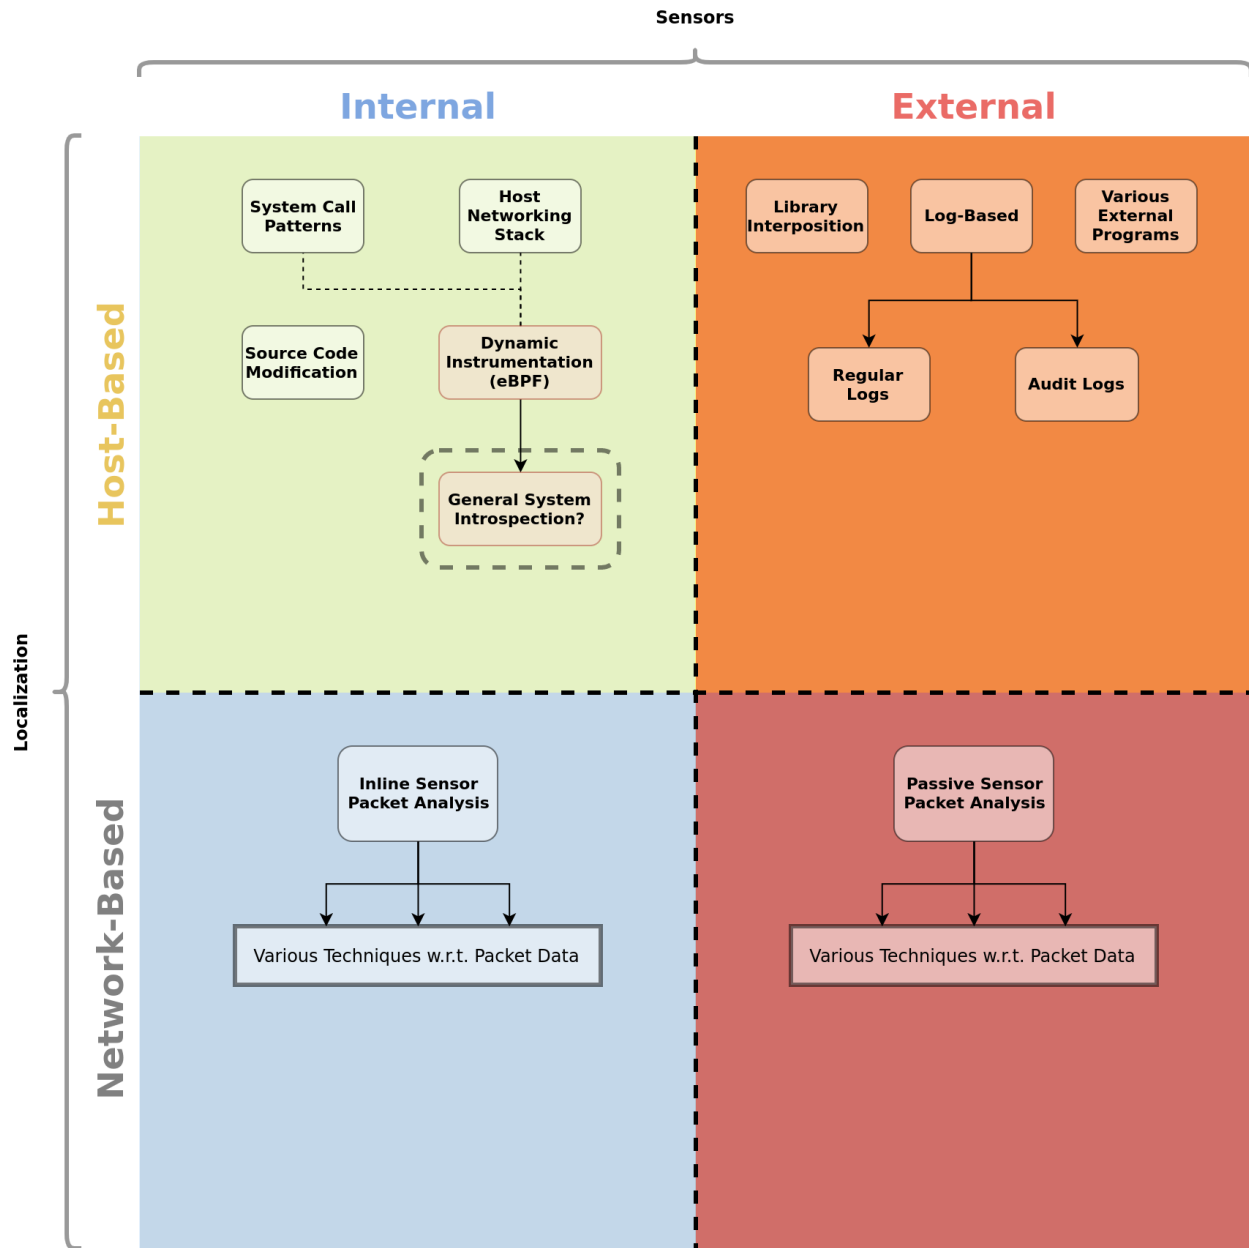 Sensors
Internal
External
Localization
Host-Based
System Call
Patterns
Host
Networking
Stack
Source Code
Modification
Dynamic
Instrumentation
(eBPF)
General System
Introspection?
Library
Interposition
Log-Based
Various
External
Programs
Regular
Logs
Audit Logs
Network-Based
Inline Sensor
Packet Analysis
Various Techniques w.r.t. Packet Data
Passive Sensor
Packet Analysis
Various Techniques w.r.t. Packet Data